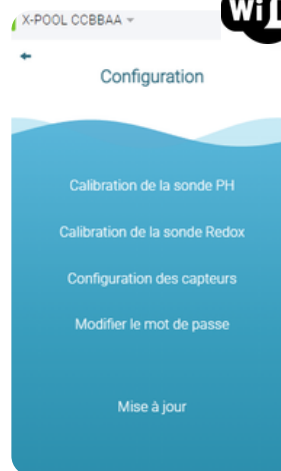 X-POOL CCBBAA
Wi
Configuration
Calibration de la sonde PH
Calibration de la sonde Redox
Configuration des capteurs
Modifier le mot de passe
Mise à jour